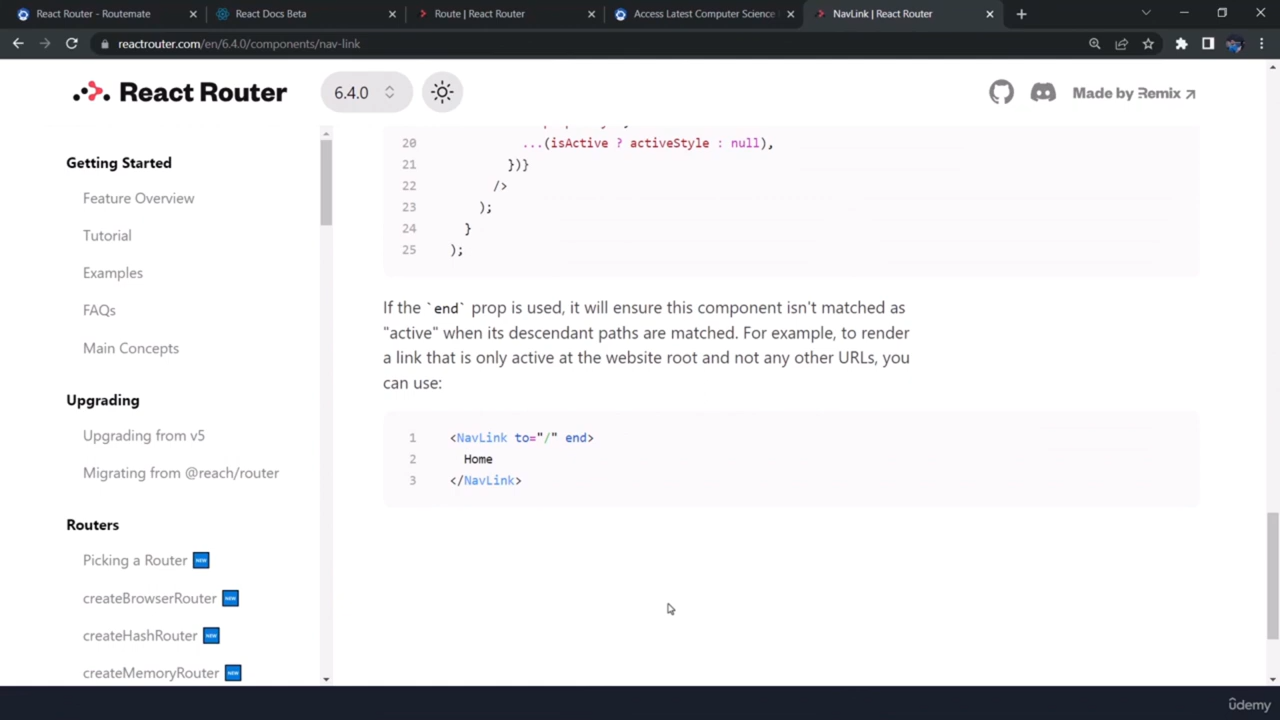 React Router - Routemate
React Docs Beta
Route | React Router
Access Latest Computer Science
NavLink | React Router
reactrouter.com/en/6.4.0/components/nav-link
React Router
6.4.0
Made by Remix ↗
Getting Started
Feature Overview
Tutorial
Examples
FAQs
Main Concepts
Upgrading
Upgrading from v5
Migrating from @reach/router
Routers
Picking a Router NEW
createBrowserRouter NEW
createHashRouter NEW
createMemoryRouter NEW
20 ...(isActive ? activeStyle : null),
21 })}
22 />
23 );
24 }
25 );
If the `end` prop is used, it will ensure this component isn't matched as
"active" when its descendant paths are matched. For example, to render
a link that is only active at the website root and not any other URLs, you
can use:
1 <NavLink to="/" end>
2 Home
3 </NavLink>
ûdemy